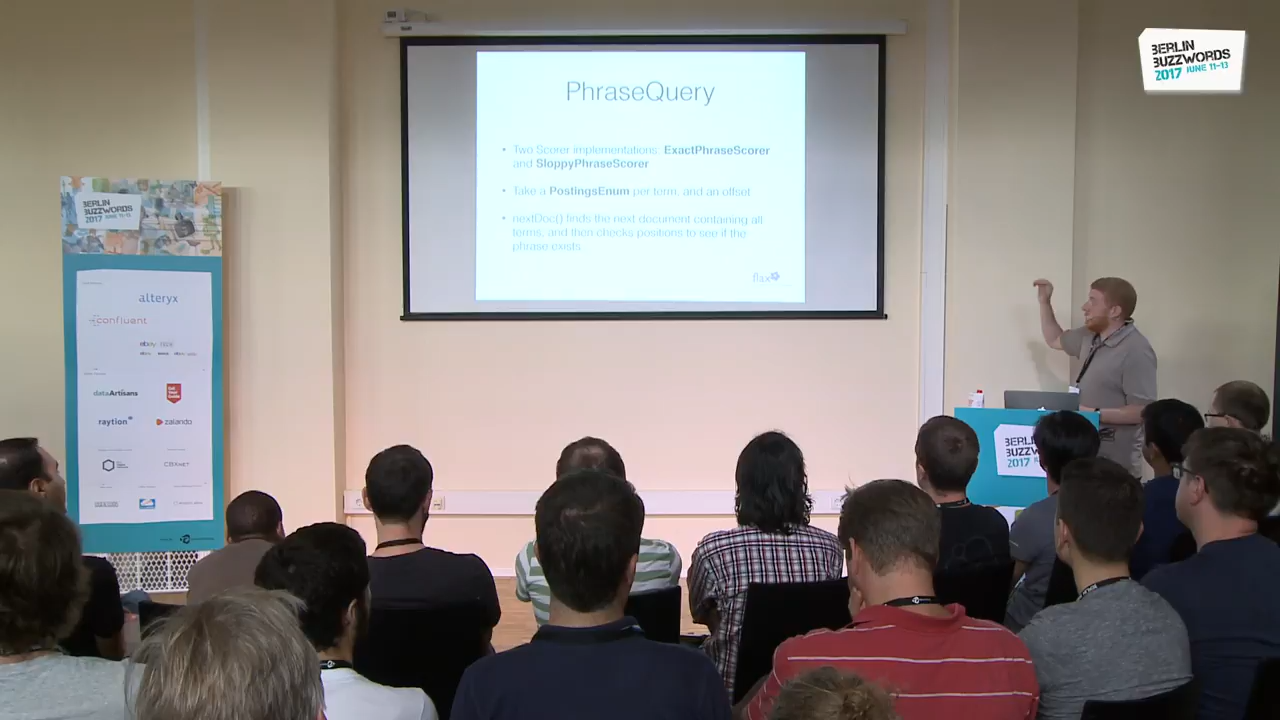 BERLIN
BUZZWORDS
2017 JUNE 11-13
PhraseQuery
• Two Scorer implementations, ExactPhraseScorer
and SloppyPhraseScorer
• Take a PostingsEnum per term, and an offset
• nextDoc() finds the next document containing all
terms, and then checks positions to see if the
phrase exists
flax
BERLIN
BUZZWORDS
2017 JUNE 11-13
alteryx
confluent
dataArtisans
raytion
zalando
BERL
BUZZW
2017